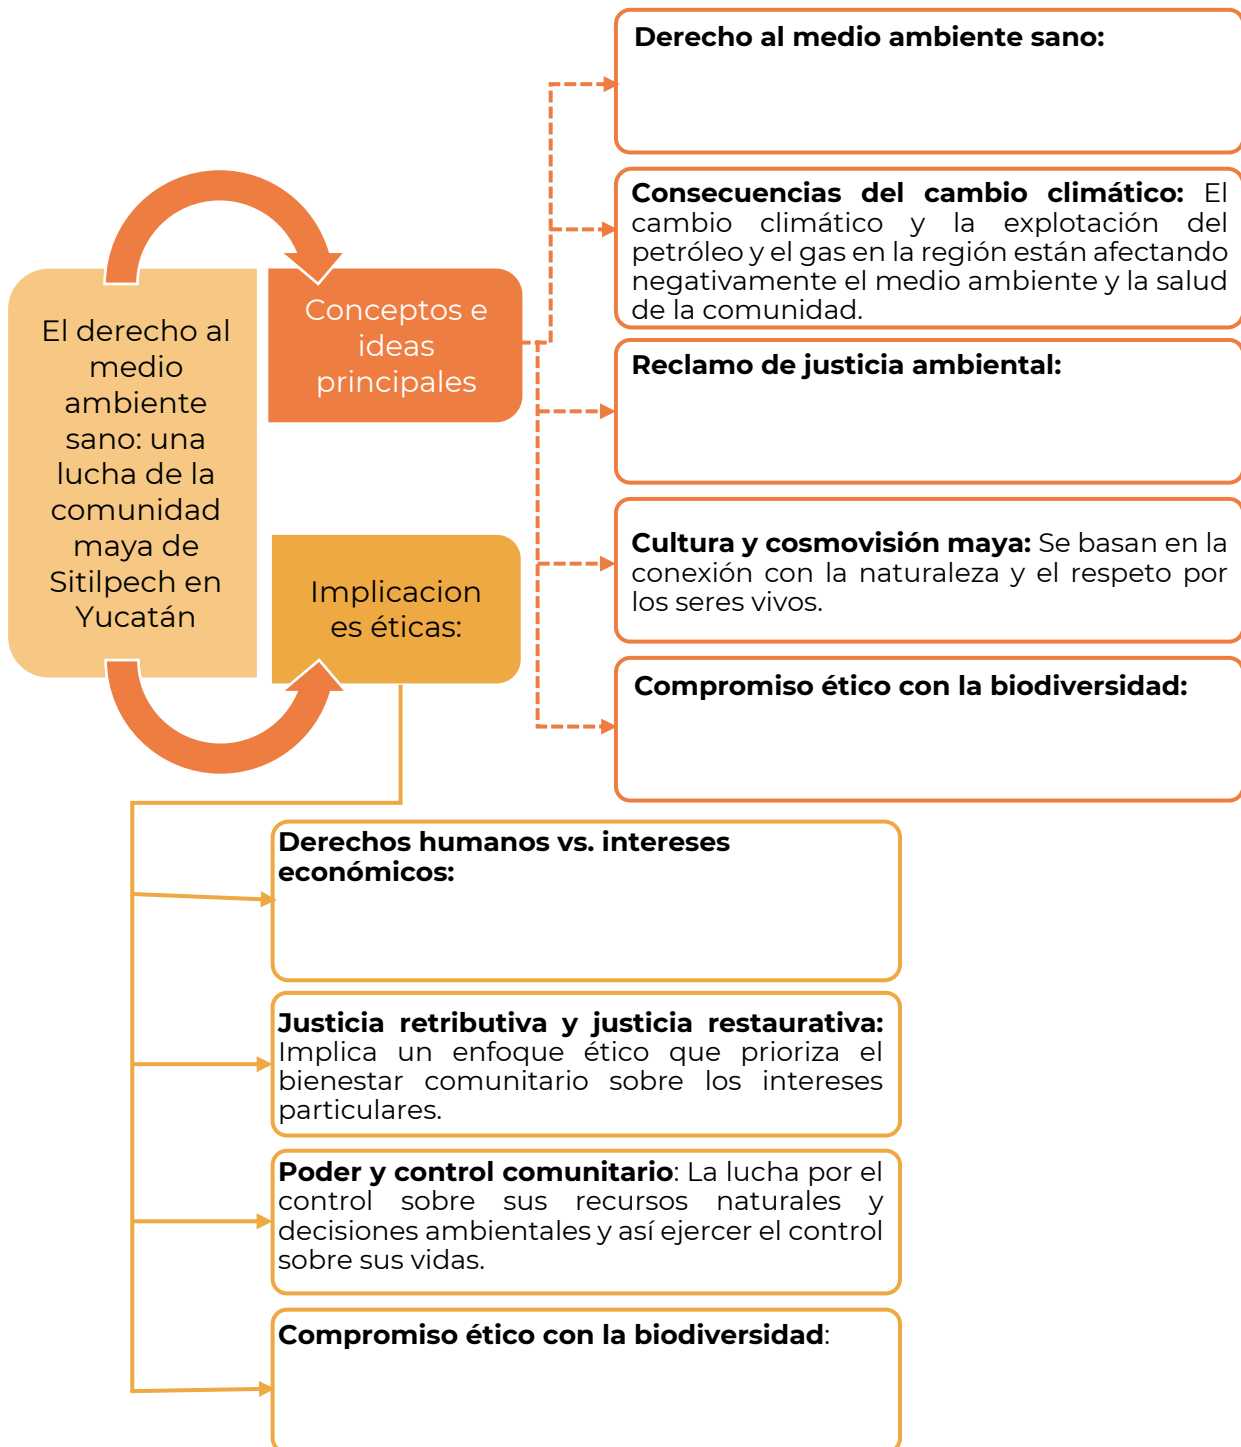 El derecho al
medio
ambiente
sano: una
lucha de la
comunidad
maya de
Sitilpech en
Yucatán
Conceptos e
ideas
principales
Derecho al medio ambiente sano:
Consecuencias del cambio climático: El
cambio climático y la explotación del
petróleo y el gas en la región están afectando
negativamente el medio ambiente y la salud
de la comunidad.
Reclamo de justicia ambiental:
Cultura y cosmovisión maya: Se basan en la
conexión con la naturaleza y el respeto por
los seres vivos.
Compromiso ético con la biodiversidad:
Implicacion
es éticas:
Derechos humanos vs. intereses
económicos:
Justicia retributiva y justicia restaurativa:
Implica un enfoque ético que prioriza el
bienestar comunitario sobre los intereses
particulares.
Poder y control comunitario: La lucha por el
control sobre sus recursos naturales y
decisiones ambientales y así ejercer el control
sobre sus vidas.
Compromiso ético con la biodiversidad: